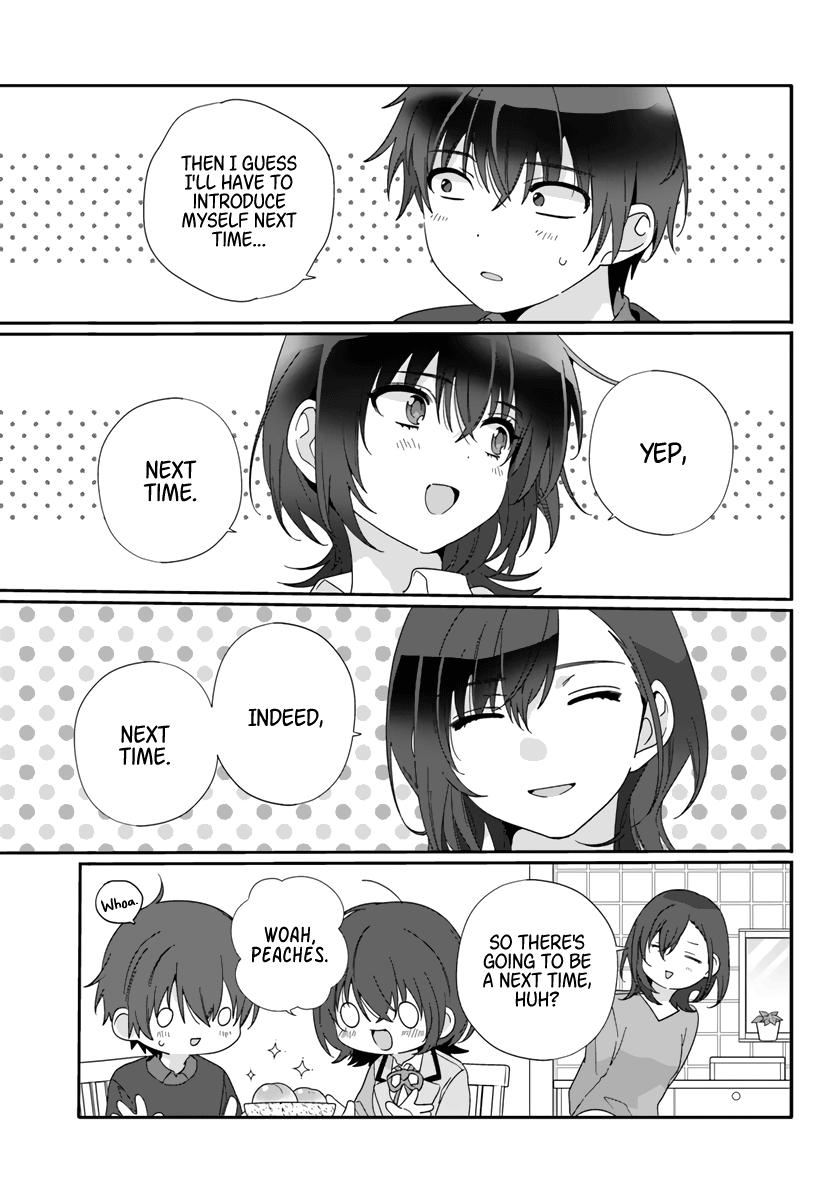 THEN I GUESS
I'LL HAVE TO
INTRODUCE
MYSELF NEXT
TIME...
YEP,
NEXT
TIME.
INDEED,
NEXT
TIME.
SO THERE'S
GOING TO BE
A NEXT TIME,
HUH?
WOAH,
PEACHES.
Whoa.